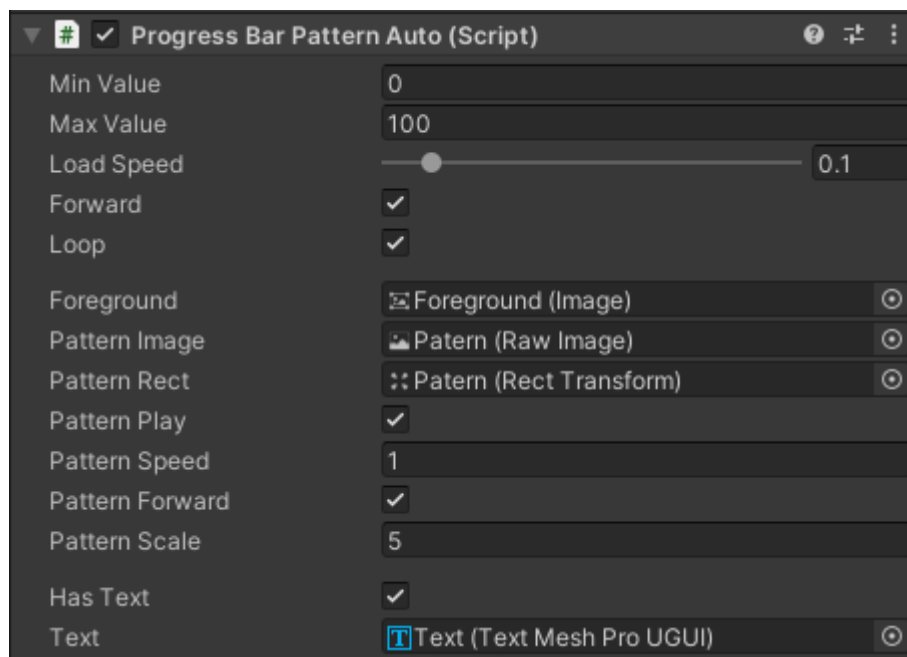 Progress Bar Pattern Auto (Script)
Min Value 0
Max Value 100
Load Speed 0.1
Forward
Loop
Foreground Foreground (Image)
Pattern Image Patern (Raw Image)
Pattern Rect Patern (Rect Transform)
Pattern Play
Pattern Speed 1
Pattern Forward
Pattern Scale 5
Has Text
Text Text (Text Mesh Pro UGUI)